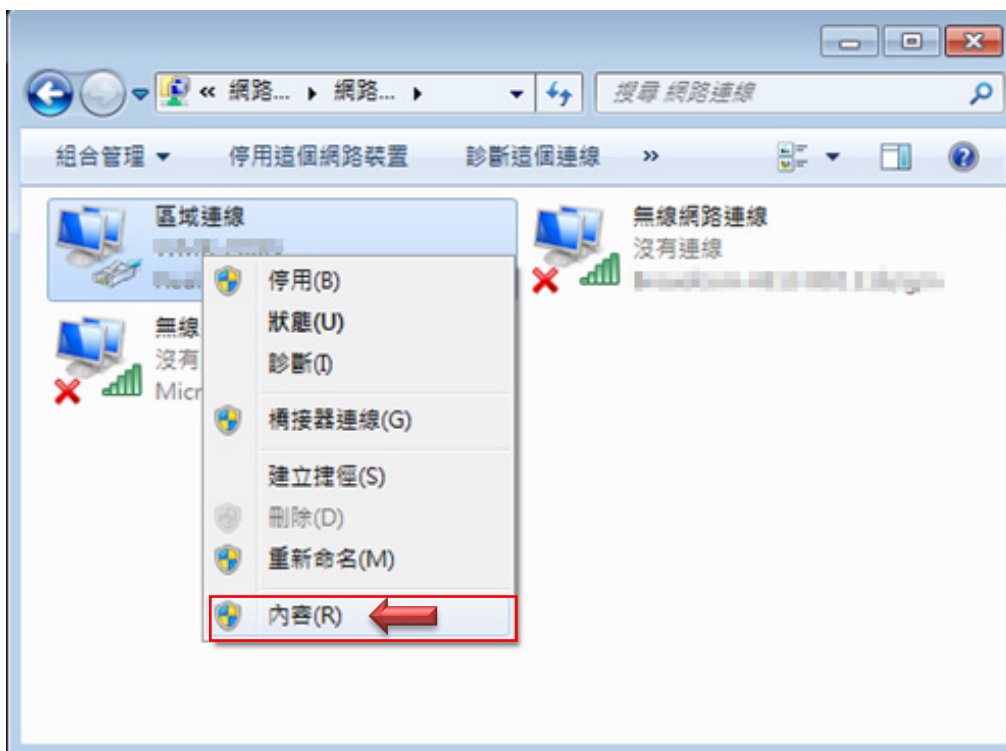 « 網路... ▸ 網路... ▸
搜尋 網路連線
組合管理 停用這個網路裝置 診斷這個連線 »
區域連線
無線網路連線
沒有連線
無線
沒有
Micr
停用(B)
狀態(U)
診斷(I)
橋接器連線(G)
建立捷徑(S)
刪除(D)
重新命名(M)
內容(R)